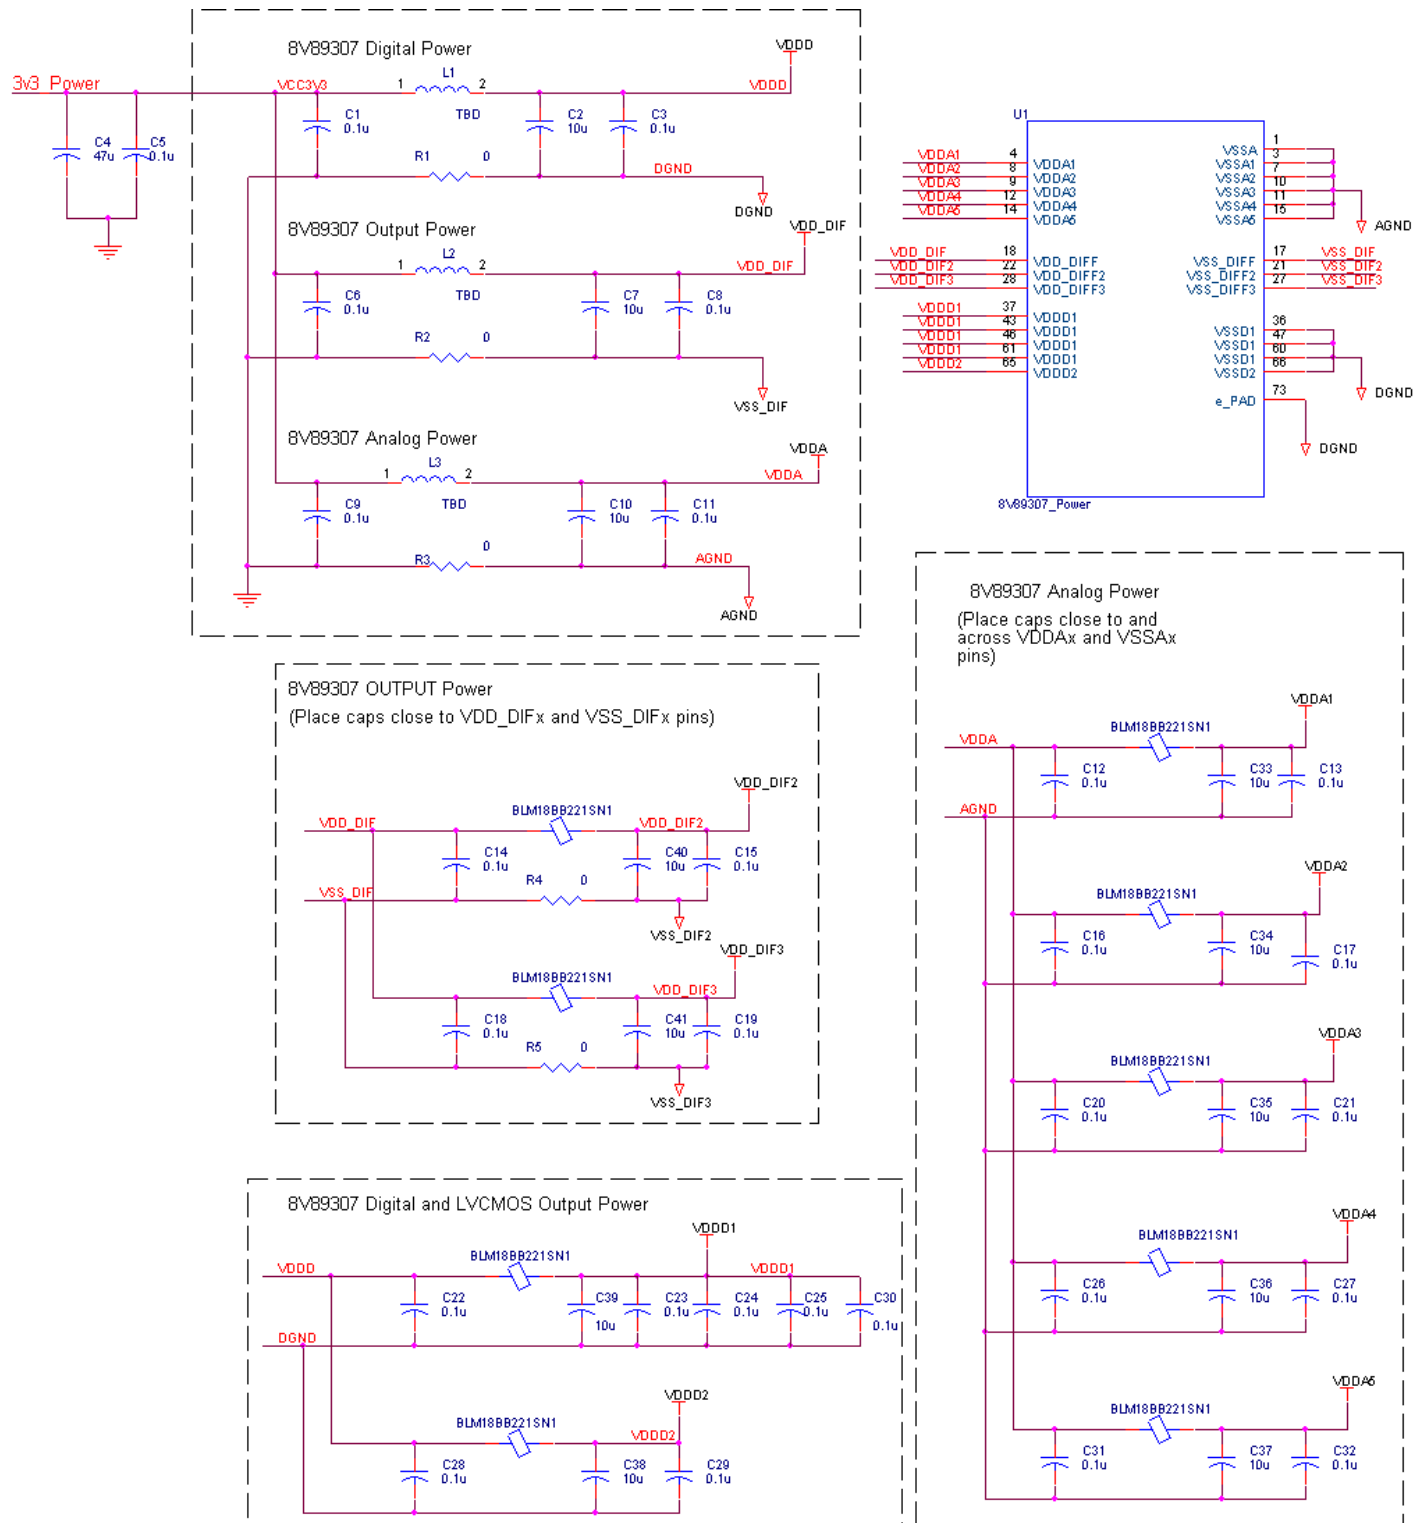 8V89307 Digital Power
VDDD
3v3_Power
VCC3V3
1
L1
2
VDDD
TBD
C4
47u
C5
0.1u
C1
0.1u
C2
10u
C3
0.1u
R1
0
DGND
DGND
8V89307 Output Power
VDD_DIF
1
L2
2
VDD_DIF
TBD
C6
0.1u
C7
10u
C8
0.1u
R2
0
VSS_DIF
8V89307 Analog Power
VDDA
1
L3
2
VDDA
TBD
C9
0.1u
C10
10u
C11
0.1u
R3
0
AGND
AGND
U1
VDDA1 4 VDDA1
VDDA2 8 VDDA2
VDDA3 9 VDDA3
VDDA4 12 VDDA4
VDDA5 14 VDDA5
VDD_DIF 18 VDD_DIFF
VDD_DIF2 22 VDD_DIFF2
VDD_DIF3 28 VDD_DIFF3
VDDD1 37 VDDD1
VDDD1 43 VDDD1
VDDD1 46 VDDD1
VDDD1 61 VDDD1
VDDD2 65 VDDD2
VSSA 1
VSSA1 3
VSSA2 7
VSSA3 10
VSSA4 11
VSSA5 15
AGND
VSS_DIFF 17 VSS_DIF
VSS_DIFF2 21 VSS_DIF2
VSS_DIFF3 27 VSS_DIF3
VSSD1 36
VSSD1 47
VSSD1 60
VSSD2 66
DGND
e_PAD 73
DGND
8V89307_Power
8V89307 OUTPUT Power
(Place caps close to VDD_DIFx and VSS_DIFx pins)
VDD_DIF2
BLM18BB221SN1
VDD_DIF
VDD_DIF2
C14
0.1u
C40
10u
C15
0.1u
R4
0
VSS_DIF
VSS_DIF2
VDD_DIF3
BLM18BB221SN1
VDD_DIF3
C18
0.1u
C41
10u
C19
0.1u
R5
0
VSS_DIF3
8V89307 Digital and LVCMOS Output Power
VDDD1
BLM18BB221SN1
VDDD
VDDD1
C22
0.1u
C39
10u
C23
0.1u
C24
0.1u
C25
0.1u
C30
0.1u
DGND
VDDD2
BLM18BB221SN1
VDDD2
C28
0.1u
C38
10u
C29
0.1u
8V89307 Analog Power
(Place caps close to and
across VDDAx and VSSAx
pins)
VDDA1
BLM18BB221SN1
VDDA
C12
0.1u
C33
10u
C13
0.1u
AGND
VDDA2
BLM18BB221SN1
C16
0.1u
C34
10u
C17
0.1u
VDDA3
BLM18BB221SN1
C20
0.1u
C35
10u
C21
0.1u
VDDA4
BLM18BB221SN1
C26
0.1u
C36
10u
C27
0.1u
VDDA5
BLM18BB221SN1
C31
0.1u
C37
10u
C32
0.1u